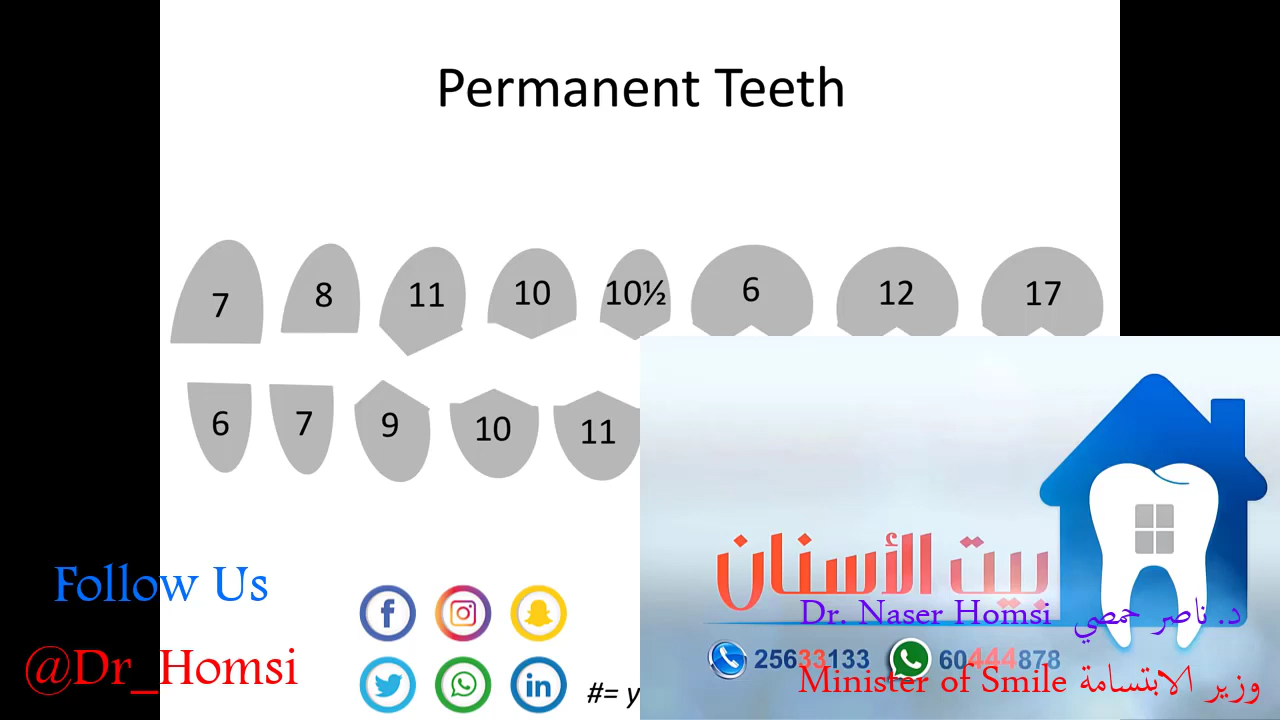 Permanent Teeth
7 8 11 10 10½ 6 12 17
6 7 9 10 11
Follow Us
@Dr_Homsi
#= y
بيت الأسنان
Dr. Naser Homsi د. ناصر حمصي
25633133 60444878
Minister of Smile وزير الابتسامة